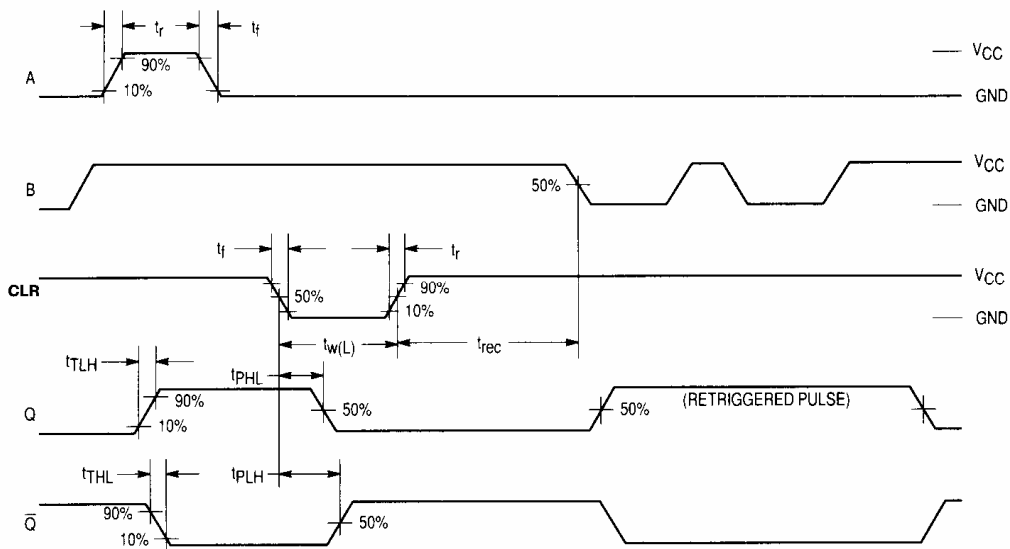 tr tf
VCC
90%
A
10%
GND
VCC
50%
B
GND
tf tr
VCC
90%
CLR
50%
10%
GND
tw(L) trec
tTLH
tPHL
90%
Q
50%
50%
(RETRIGGERED PULSE)
10%
tTHL
tPLH
90%
Q̅
50%
10%